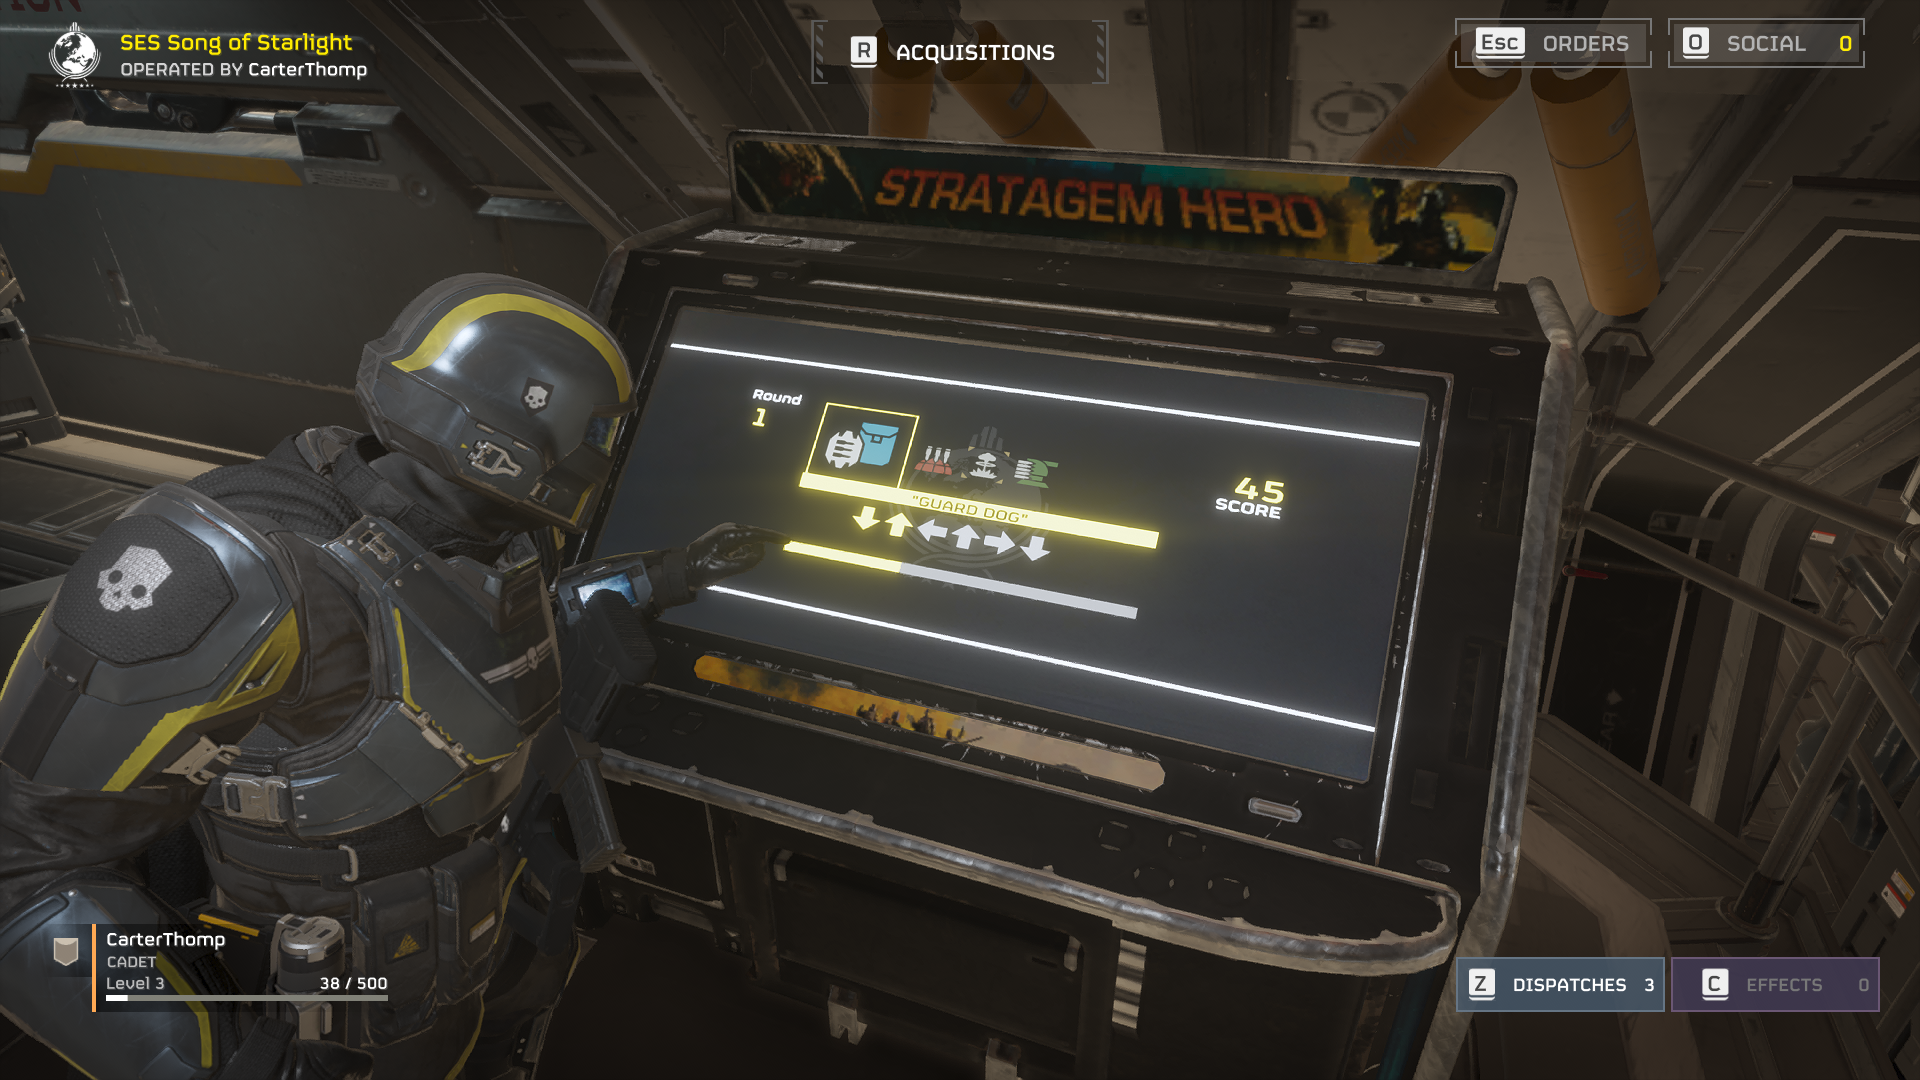 SES Song of Starlight
OPERATED BY CarterThomp
R ACQUISITIONS
Esc ORDERS
O SOCIAL 0
STRATAGEM HERO
Round
1
"GUARD DOG"
45
SCORE
CarterThomp
CADET
Level 3 38 / 500
Z DISPATCHES 3
C EFFECTS 0